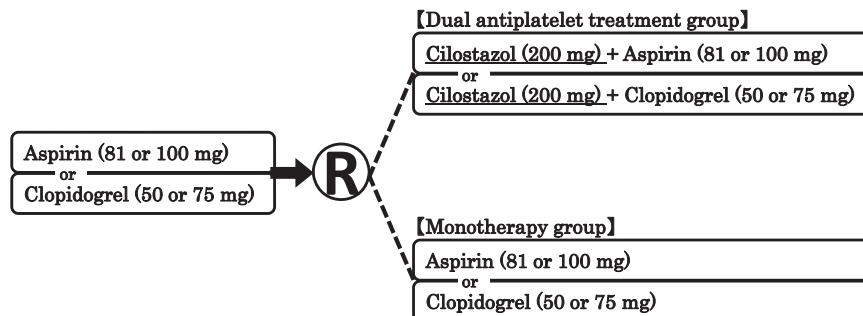 Aspirin (81 or 100 mg)
or
Clopidogrel (50 or 75 mg)
R
【Dual antiplatelet treatment group】
Cilostazol (200 mg) + Aspirin (81 or 100 mg)
or
Cilostazol (200 mg) + Clopidogrel (50 or 75 mg)
【Monotherapy group】
Aspirin (81 or 100 mg)
or
Clopidogrel (50 or 75 mg)